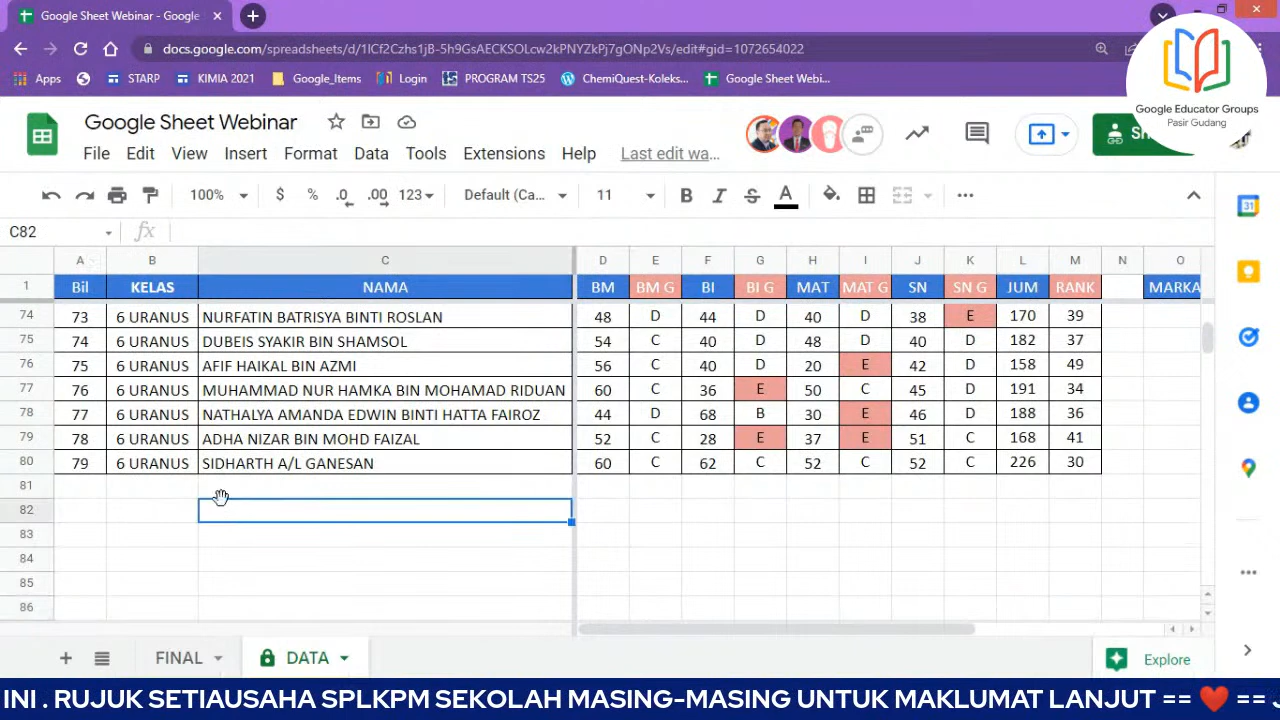 Google Sheet Webinar - Google
docs.google.com/spreadsheets/d/1lCf2Czhs1jB-5h9GsAECKSOLcw2kPNYZkPj7gONp2Vs/edit#gid=1072654022
Apps STARP KIMIA 2021 Google_Items Login PROGRAM TS25 ChemiQuest-Koleks... Google Sheet Webi...
Google Educator Groups
Pasir Gudang
Google Sheet Webinar
File Edit View Insert Format Data Tools Extensions Help Last edit wa...
100% $ % .0 .00 123 Default (Ca... 11 B I S A
C82 fx
A B C D E F G H I J K L M N O
1 Bil KELAS NAMA BM BM G BI BI G MAT MAT G SN SN G JUM RANK MARKA
74 73 6 URANUS NURFATIN BATRISYA BINTI ROSLAN 48 D 44 D 40 D 38 E 170 39
75 74 6 URANUS DUBEIS SYAKIR BIN SHAMSOL 54 C 40 D 48 D 40 D 182 37
76 75 6 URANUS AFIF HAIKAL BIN AZMI 56 C 40 D 20 E 42 D 158 49
77 76 6 URANUS MUHAMMAD NUR HAMKA BIN MOHAMAD RIDUAN 60 C 36 E 50 C 45 D 191 34
78 77 6 URANUS NATHALYA AMANDA EDWIN BINTI HATTA FAIROZ 44 D 68 B 30 E 46 D 188 36
79 78 6 URANUS ADHA NIZAR BIN MOHD FAIZAL 52 C 28 E 37 E 51 C 168 41
80 79 6 URANUS SIDHARTH A/L GANESAN 60 C 62 C 52 C 52 C 226 30
81
82
83
84
85
86
31
FINAL DATA Explore
INI . RUJUK SETIAUSAHA SPLKPM SEKOLAH MASING-MASING UNTUK MAKLUMAT LANJUT == ❤️ ==